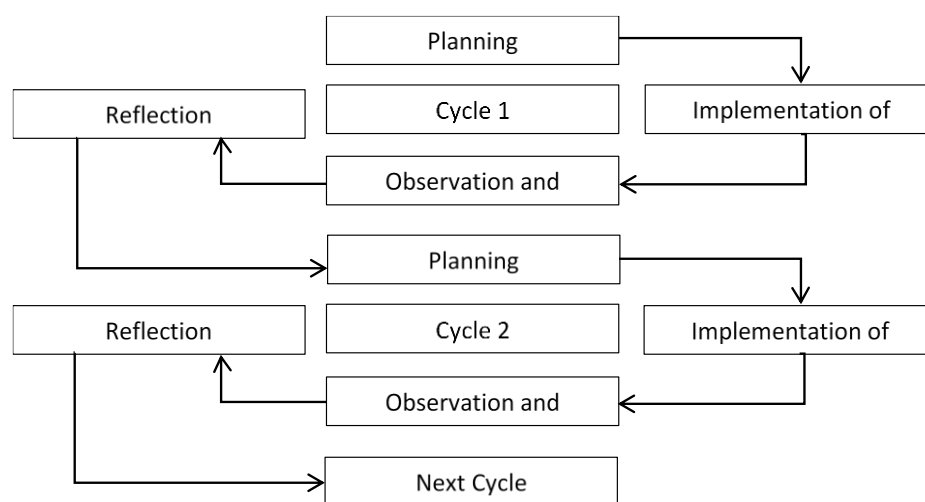 Planning
Reflection
Cycle 1
Implementation of
Observation and
Planning
Reflection
Cycle 2
Implementation of
Observation and
Next Cycle